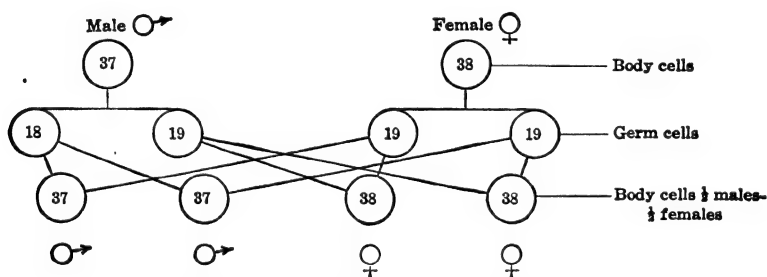 Male ♂ Female ♀
37 38 Body cells
18 19 19 19 Germ cells
37 37 38 38 Body cells ½ males-
½ females
♂ ♂ ♀ ♀